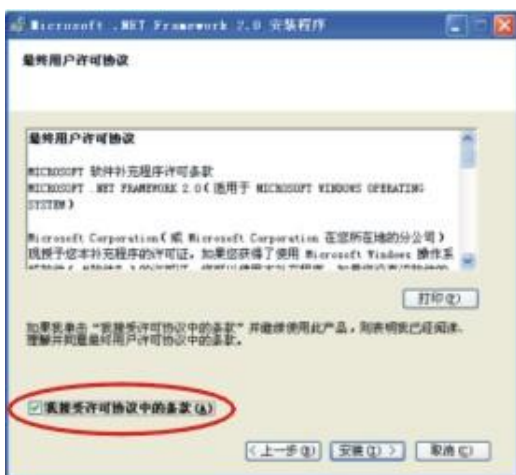 Microsoft .NET Framework 2.0 安装程序
最终用户许可协议
最终用户许可协议
MICROSOFT 软件补充程序许可条款
MICROSOFT .NET FRAMEWORK 2.0(适用于 MICROSOFT WINDOWS OPERATING
SYSTEM)
Microsoft Corporation(或 Microsoft Corporation 在您所在地的分公司)
现授予您本补充程序的许可证。如果您获得了使用 Microsoft Windows 操作系
打印(P)
如果我单击“我接受许可协议中的条款”并继续使用此产品，则表明我已经阅读、
理解并同意最终用户许可协议中的条款。
我接受许可协议中的条款(A)
<上一步(B)
安装(I)>
取消(C)